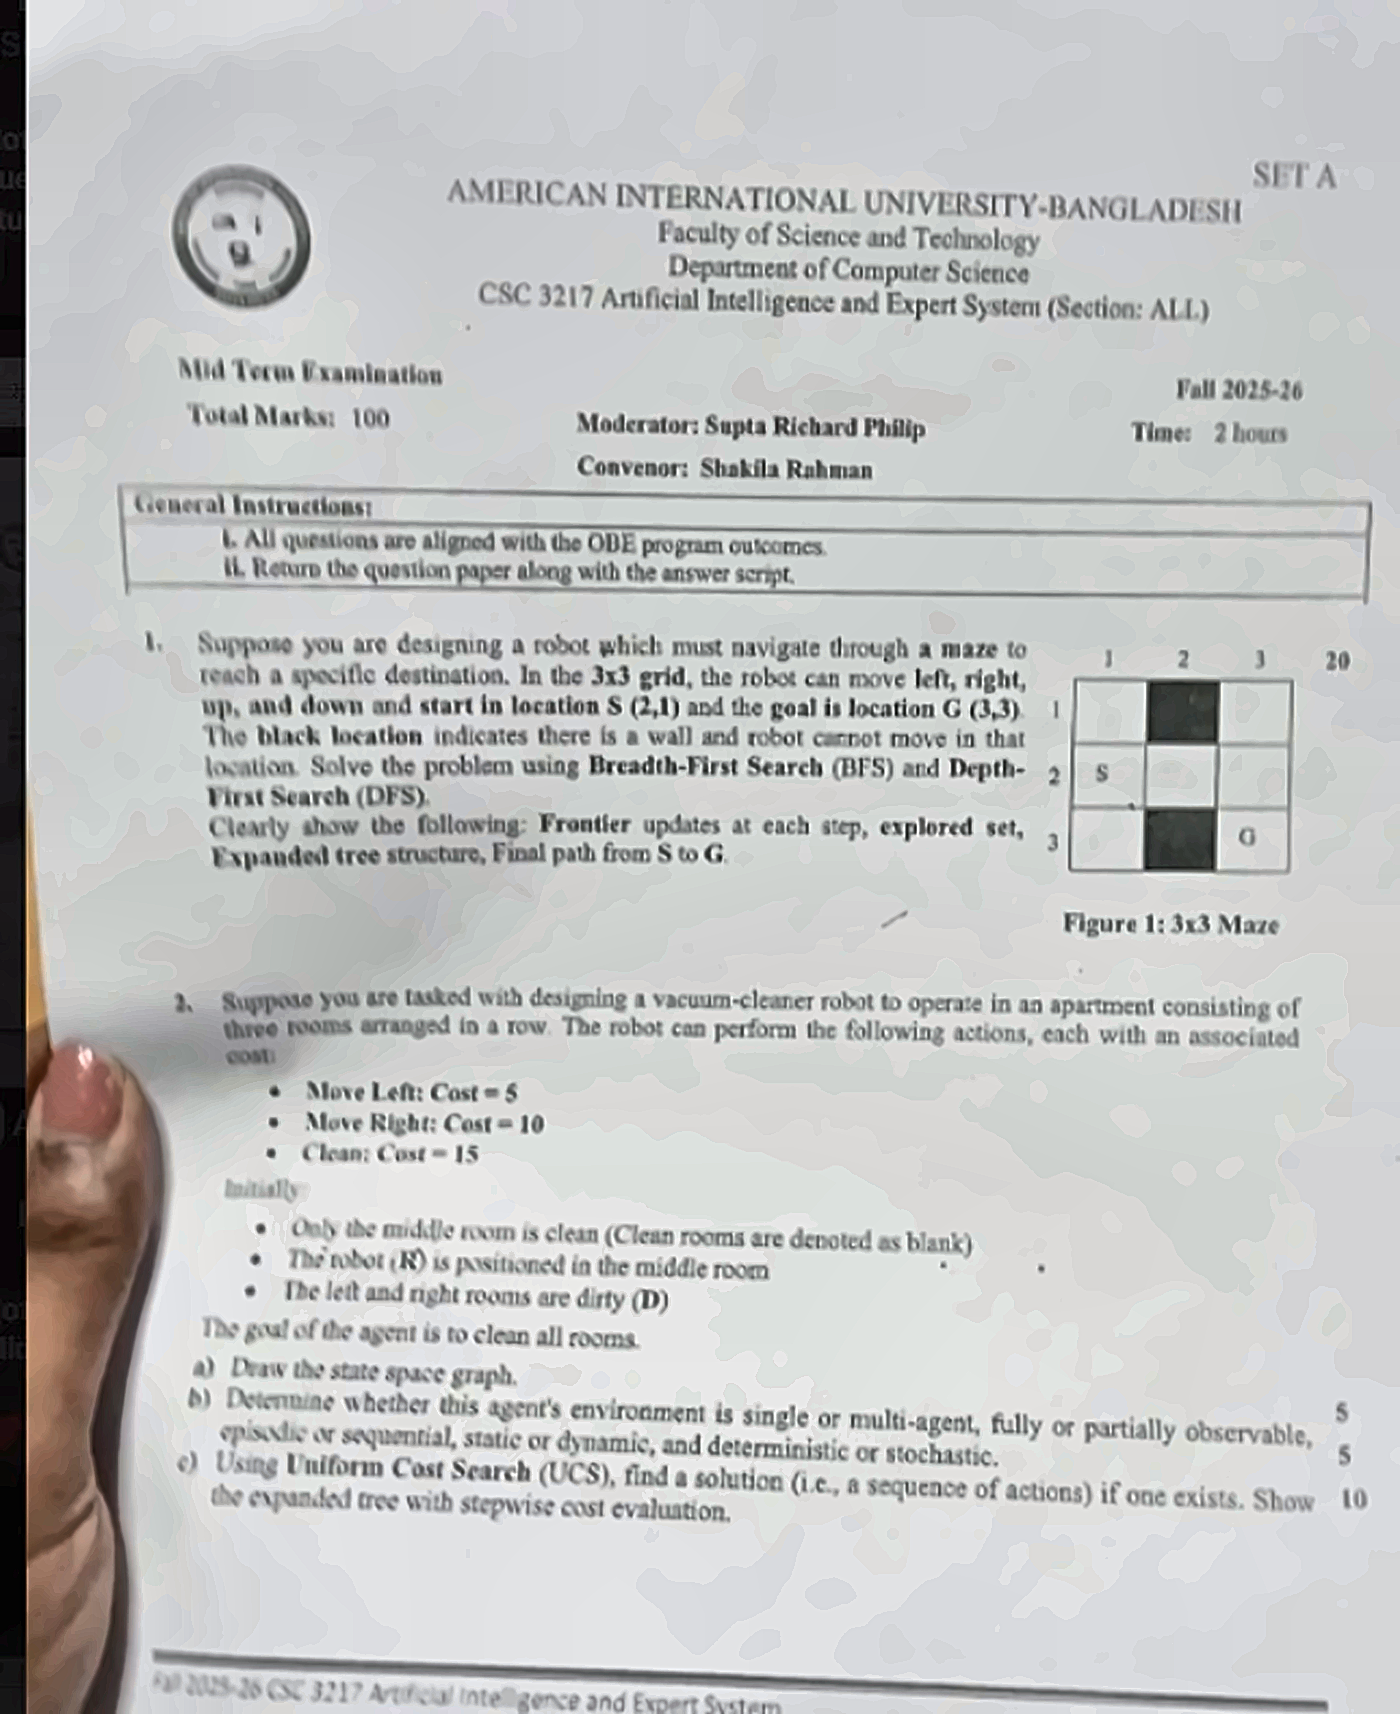 SET A
AMERICAN INTERNATIONAL UNIVERSITY-BANGLADESH
Faculty of Science and Technology
Department of Computer Science
CSC 3217 Artificial Intelligence and Expert System (Section: ALL)
Mid Term Examination
Fall 2025-26
Total Marks: 100
Moderator: Supta Richard Philip
Time: 2 hours
Convenor: Shakila Rahman
General Instructions:
i. All questions are aligned with the OBE program outcomes.
ii. Return the question paper along with the answer script.
1. Suppose you are designing a robot which must navigate through a maze to
reach a specific destination. In the 3x3 grid, the robot can move left, right,
up, and down and start in location S (2,1) and the goal is location G (3,3).
The black location indicates there is a wall and robot cannot move in that
location. Solve the problem using Breadth-First Search (BFS) and Depth-
First Search (DFS).
Clearly show the following: Frontier updates at each step, explored set,
Expanded tree structure, Final path from S to G.
1 2 3 20
1
2 S
3 G
Figure 1: 3x3 Maze
2. Suppose you are tasked with designing a vacuum-cleaner robot to operate in an apartment consisting of
three rooms arranged in a row. The robot can perform the following actions, each with an associated
cost:
• Move Left: Cost = 5
• Move Right: Cost = 10
• Clean: Cost = 15
Initially
• Only the middle room is clean (Clean rooms are denoted as blank)
• The robot (R) is positioned in the middle room
• The left and right rooms are dirty (D)
The goal of the agent is to clean all rooms.
a) Draw the state space graph.
5
b) Determine whether this agent's environment is single or multi-agent, fully or partially observable,
episodic or sequential, static or dynamic, and deterministic or stochastic.
5
c) Using Uniform Cost Search (UCS), find a solution (i.e., a sequence of actions) if one exists. Show
10
the expanded tree with stepwise cost evaluation.
Fall 2025-26 CSC 3217 Artificial Intelligence and Expert System